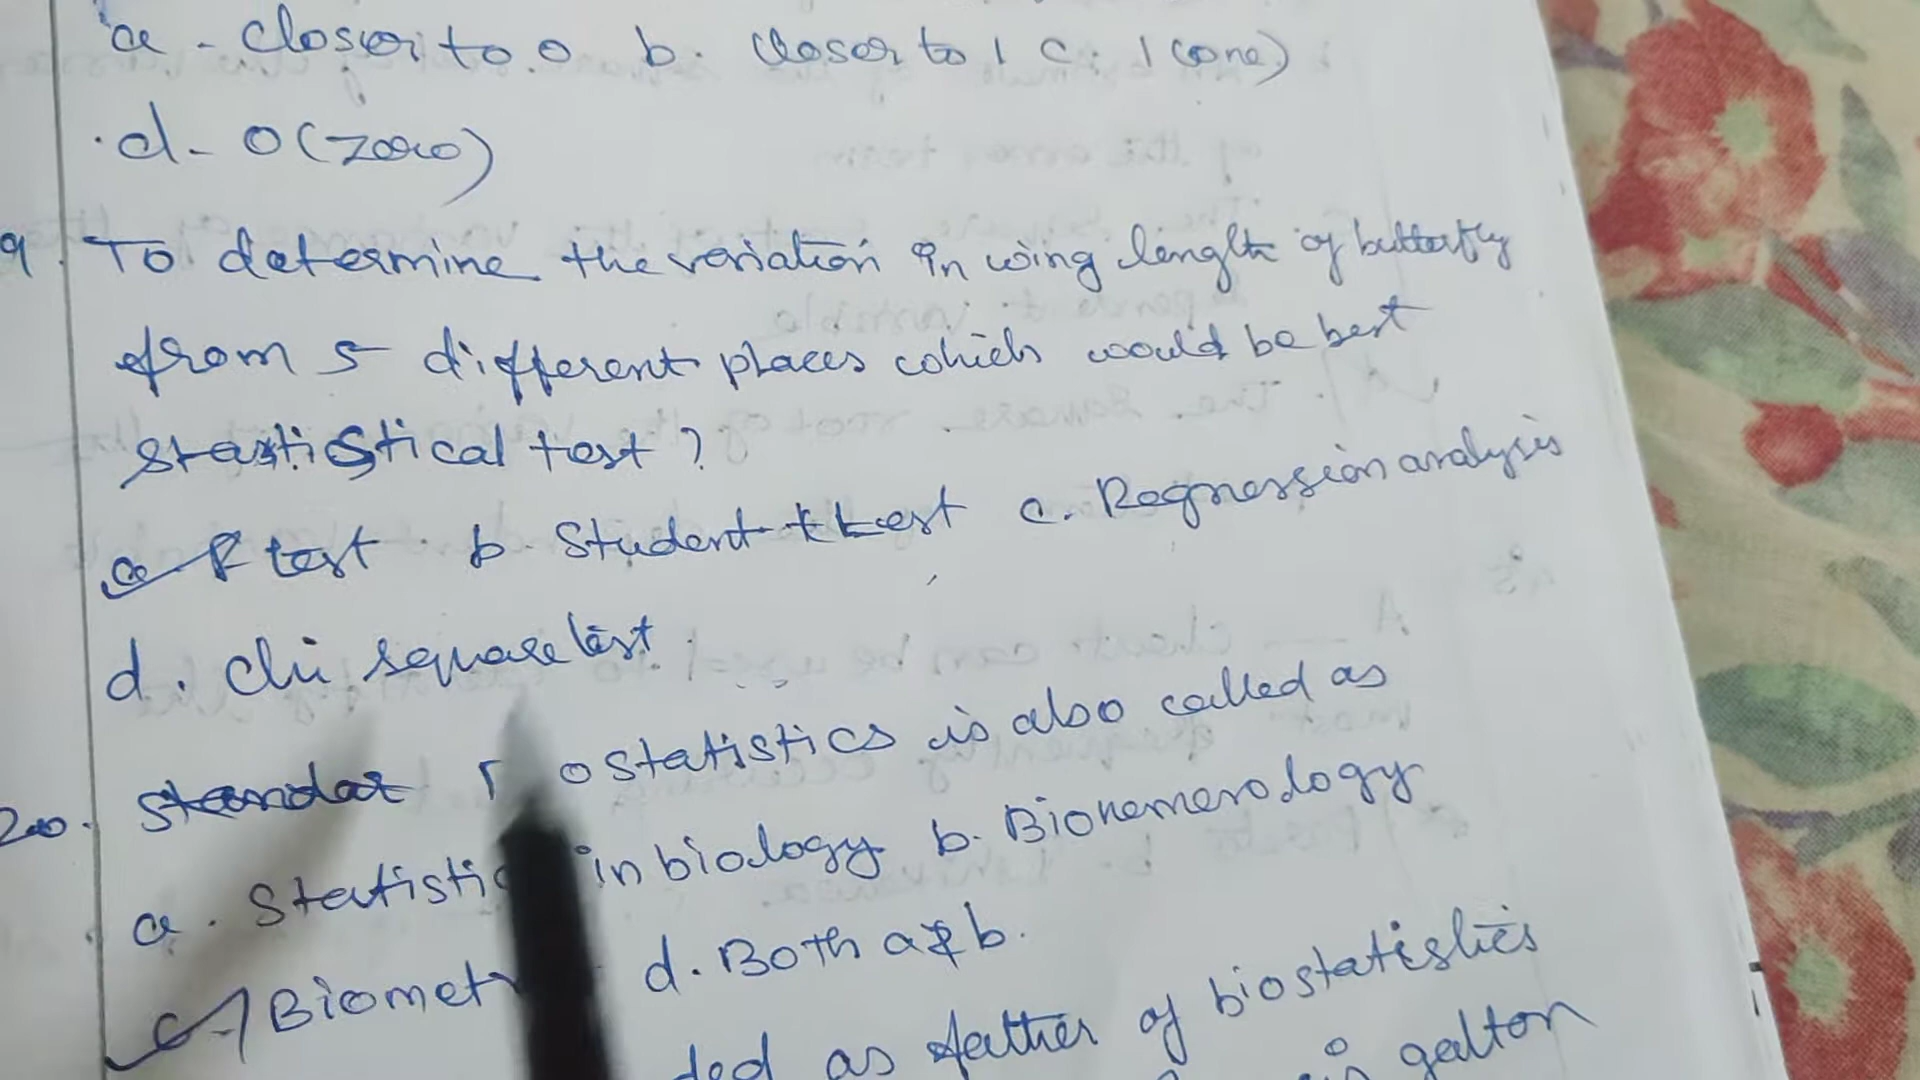 a - closer to 0 b. closer to 1 c. 1 (one)
d - 0 (zero)
9. To determine the variation in wing length of butterfly
from 5 different places which would be best
statistical test?
a F test b. Student t test c. Regression analysis
d. Chi square test.
20. standar ostatistics is also called as
a. Statistic in biology b. Bionemerology
c. Biomet d. Both a & b.
ded as father of biostatistics
is galton